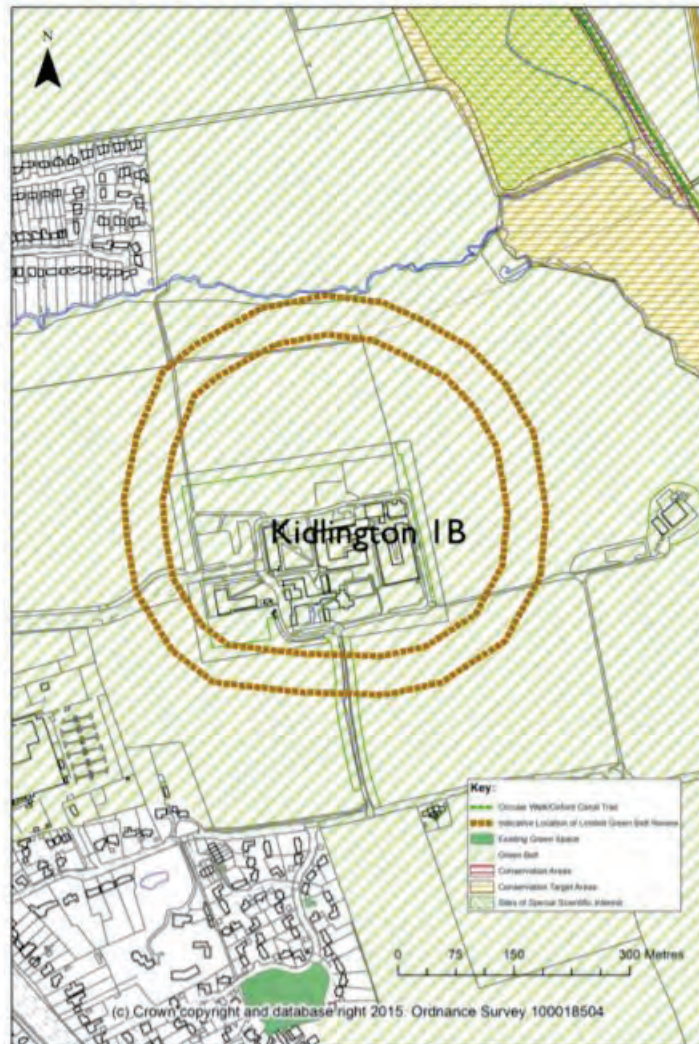 N
Kidlington 1B
Key:
Circular Walk/Oxford Canal Trail
Indicative Location of Limited Green Belt Review
Existing Green Space
Green Belt
Conservation Areas
Conservation Target Areas
Sites of Special Scientific Interest
0 75 150 300 Metres
(c) Crown copyright and database right 2015. Ordnance Survey 100018504